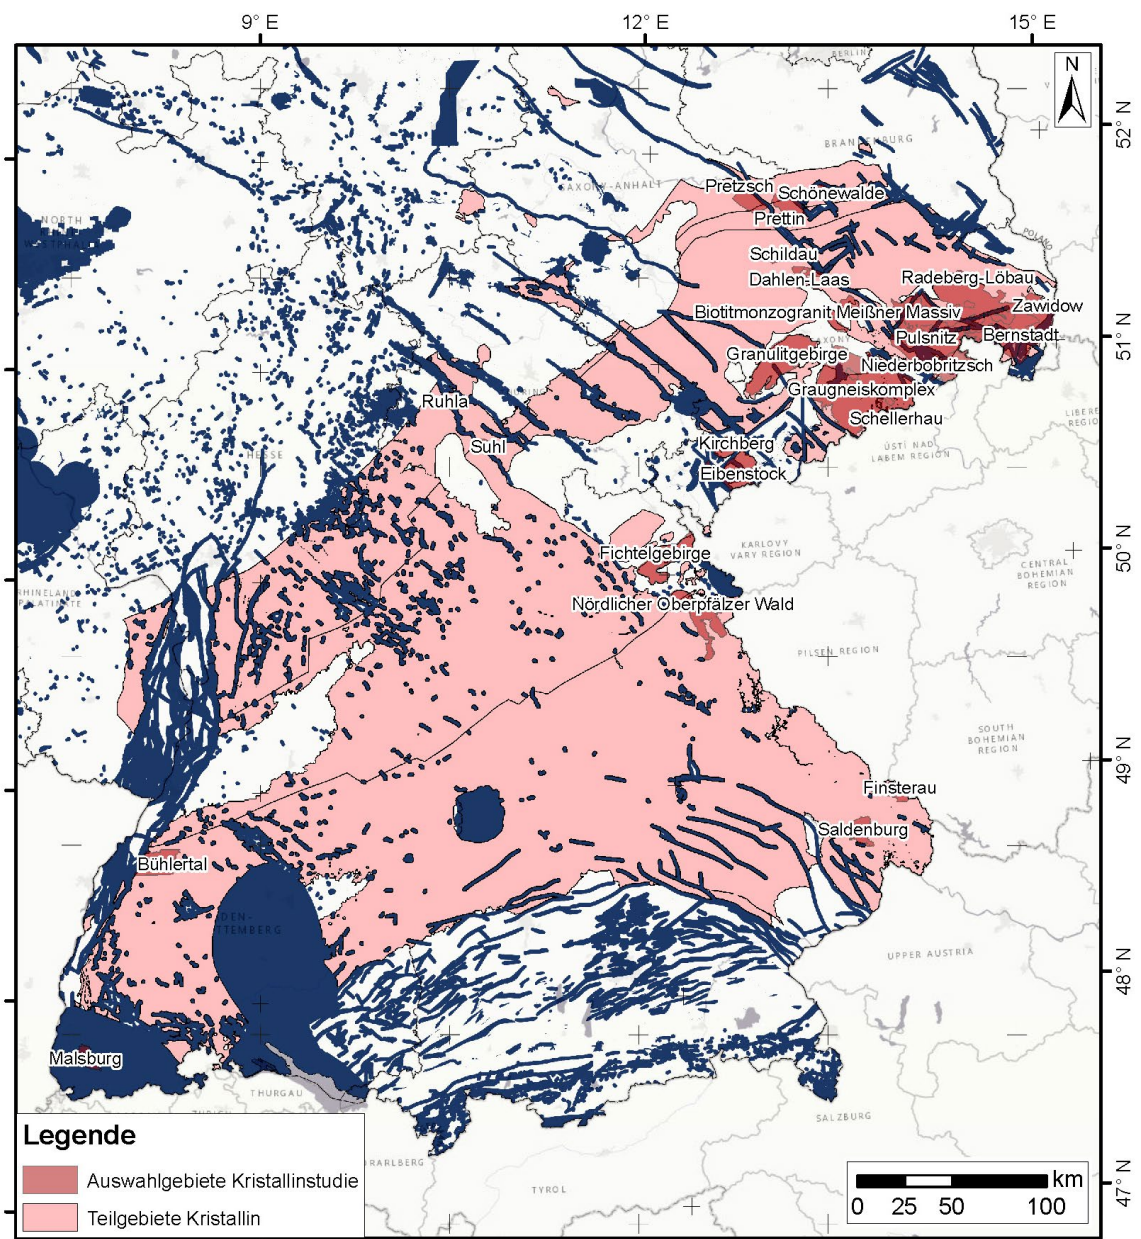 9° E
12° E
15° E
N
52° N
51° N
50° N
49° N
48° N
47° N
BERLIN
BRANDENBURG
SAXONY-ANHALT
NORTH
POLAND
Pretzsch
Schönewalde
Prettin
Schildau
Dahlen-Laas
Radeberg-Löbau
Biotitmonzogranit Meißner Massiv
Zawidow
Pulsnitz
Bernstadt
Granulitgebirge
Niederbobritzsch
Graugneiskomplex
Schellerhau
Ruhla
Suhl
Kirchberg
Eibenstock
HESSE
ÚSTÍ NAD
LABEM REGION
Fichtelgebirge
KARLOVY
VARY REGION
CENTRAL
BOHEMIAN
REGION
RHINELAND
PALATINATE
Nördlicher Oberpfälzer Wald
PILSEN REGION
SOUTH
BOHEMIAN
REGION
Finsterau
Saldenburg
Bühlertal
UPPER AUSTRIA
Malsburg
THURGAU
SALZBURG
TYROL
Legende
Auswahlgebiete Kristallinstudie
Teilgebiete Kristallin
km
0 25 50 100